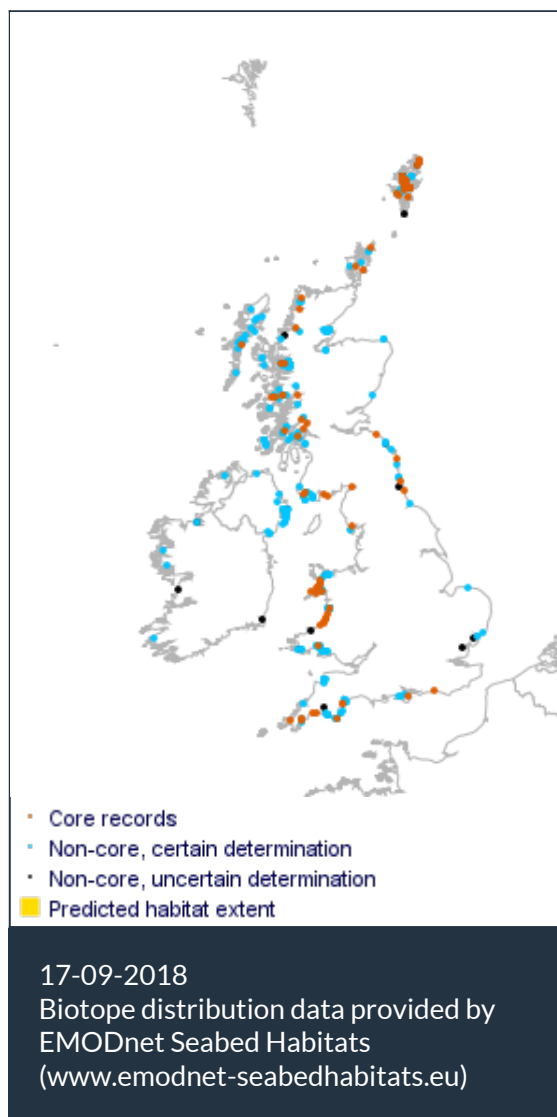 Core records
Non-core, certain determination
Non-core, uncertain determination
Predicted habitat extent
17-09-2018
Biotope distribution data provided by
EMODnet Seabed Habitats
(www.emodnet-seabedhabitats.eu)